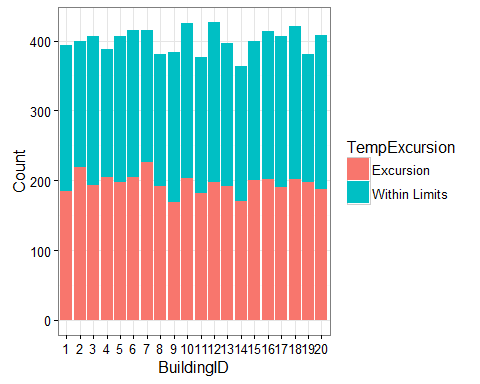 400
300
200
100
0
Count
1 2 3 4 5 6 7 8 9 10 11 12 13 14 15 16 17 18 19 20
BuildingID
TempExcursion
Excursion
Within Limits